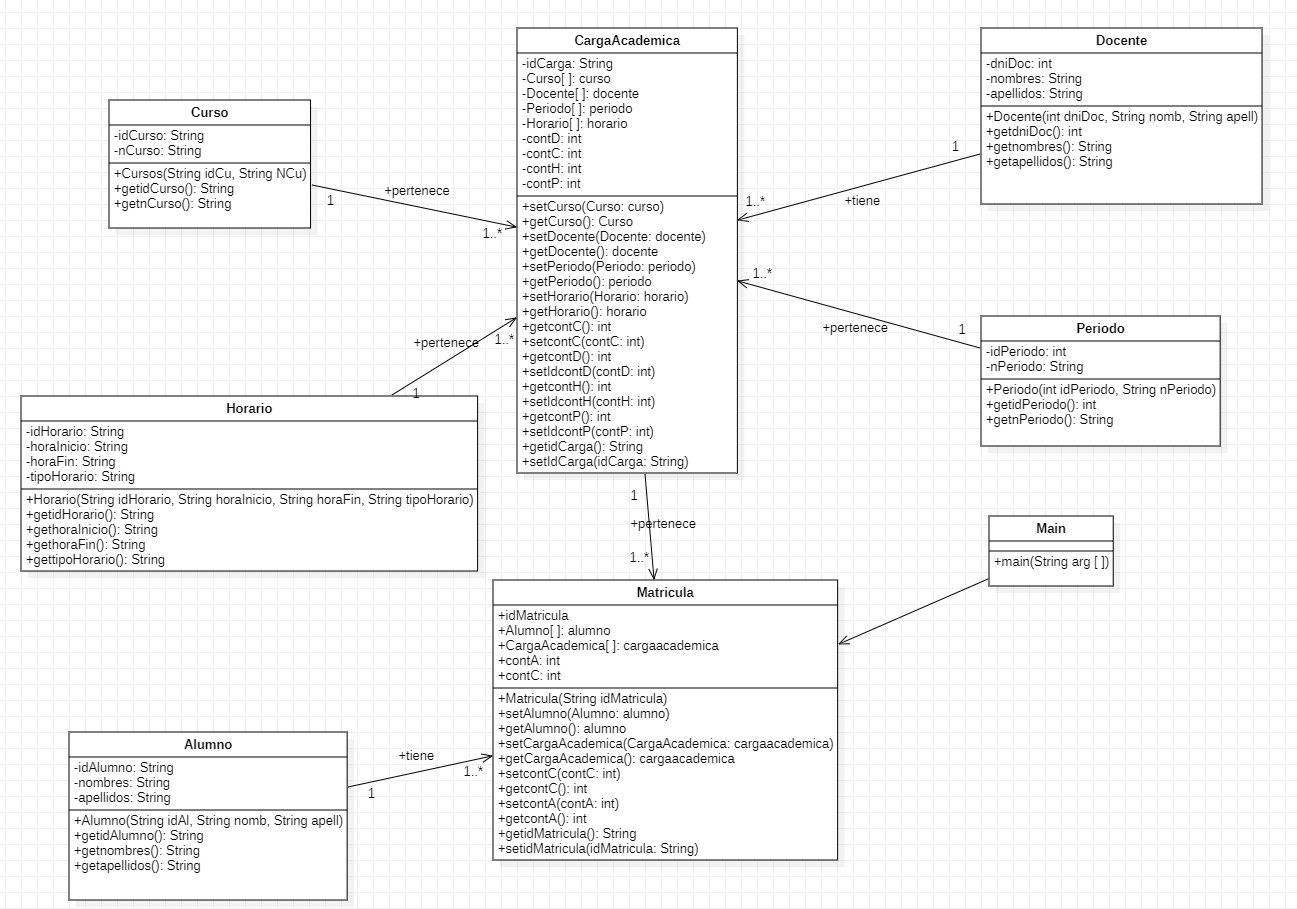 CargaAcademica
-idCarga: String
-Curso[ ]: curso
-Docente[ ]: docente
-Periodo[ ]: periodo
-Horario[ ]: horario
-contD: int
-contC: int
-contH: int
-contP: int
+setCurso(Curso: curso)
+getCurso(): Curso
+setDocente(Docente: docente)
+getDocente(): docente
+setPeriodo(Periodo: periodo)
+getPeriodo(): periodo
+setHorario(Horario: horario)
+getHorario(): horario
+getcontC(): int
+setcontC(contC: int)
+getcontD(): int
+setIdcontD(contD: int)
+getcontH(): int
+setIdcontH(contH: int)
+getcontP(): int
+setIdcontP(contP: int)
+getidCarga(): String
+setIdCarga(idCarga: String)
Docente
-dniDoc: int
-nombres: String
-apellidos: String
+Docente(int dniDoc, String nomb, String apell)
+getdniDoc(): int
+getnombres(): String
+getapellidos(): String
1
1..*
+tiene
Curso
-idCurso: String
-nCurso: String
+Cursos(String idCu, String NCu)
+getidCurso(): String
+getnCurso(): String
+pertenece
1
1..*
1..*
+pertenece
1
Periodo
-idPeriodo: int
-nPeriodo: String
+Periodo(int idPeriodo, String nPeriodo)
+getidPeriodo(): int
+getnPeriodo(): String
+pertenece
1..*
1
Horario
-idHorario: String
-horaInicio: String
-horaFin: String
-tipoHorario: String
+Horario(String idHorario, String horaInicio, String horaFin, String tipoHorario)
+getidHorario(): String
+gethoraInicio(): String
+gethoraFin(): String
+gettipoHorario(): String
1
+pertenece
1..*
Main
+main(String arg [ ])
Matricula
+idMatricula
+Alumno[ ]: alumno
+CargaAcademica[ ]: cargaacademica
+contA: int
+contC: int
+Matricula(String idMatricula)
+setAlumno(Alumno: alumno)
+getAlumno(): alumno
+setCargaAcademica(CargaAcademica: cargaacademica)
+getCargaAcademica(): cargaacademica
+setcontC(contC: int)
+getcontC(): int
+setcontA(contA: int)
+getcontA(): int
+getidMatricula(): String
+setidMatricula(idMatricula: String)
Alumno
-idAlumno: String
-nombres: String
-apellidos: String
+Alumno(String idAl, String nomb, String apell)
+getidAlumno(): String
+getnombres(): String
+getapellidos(): String
+tiene
1..*
1